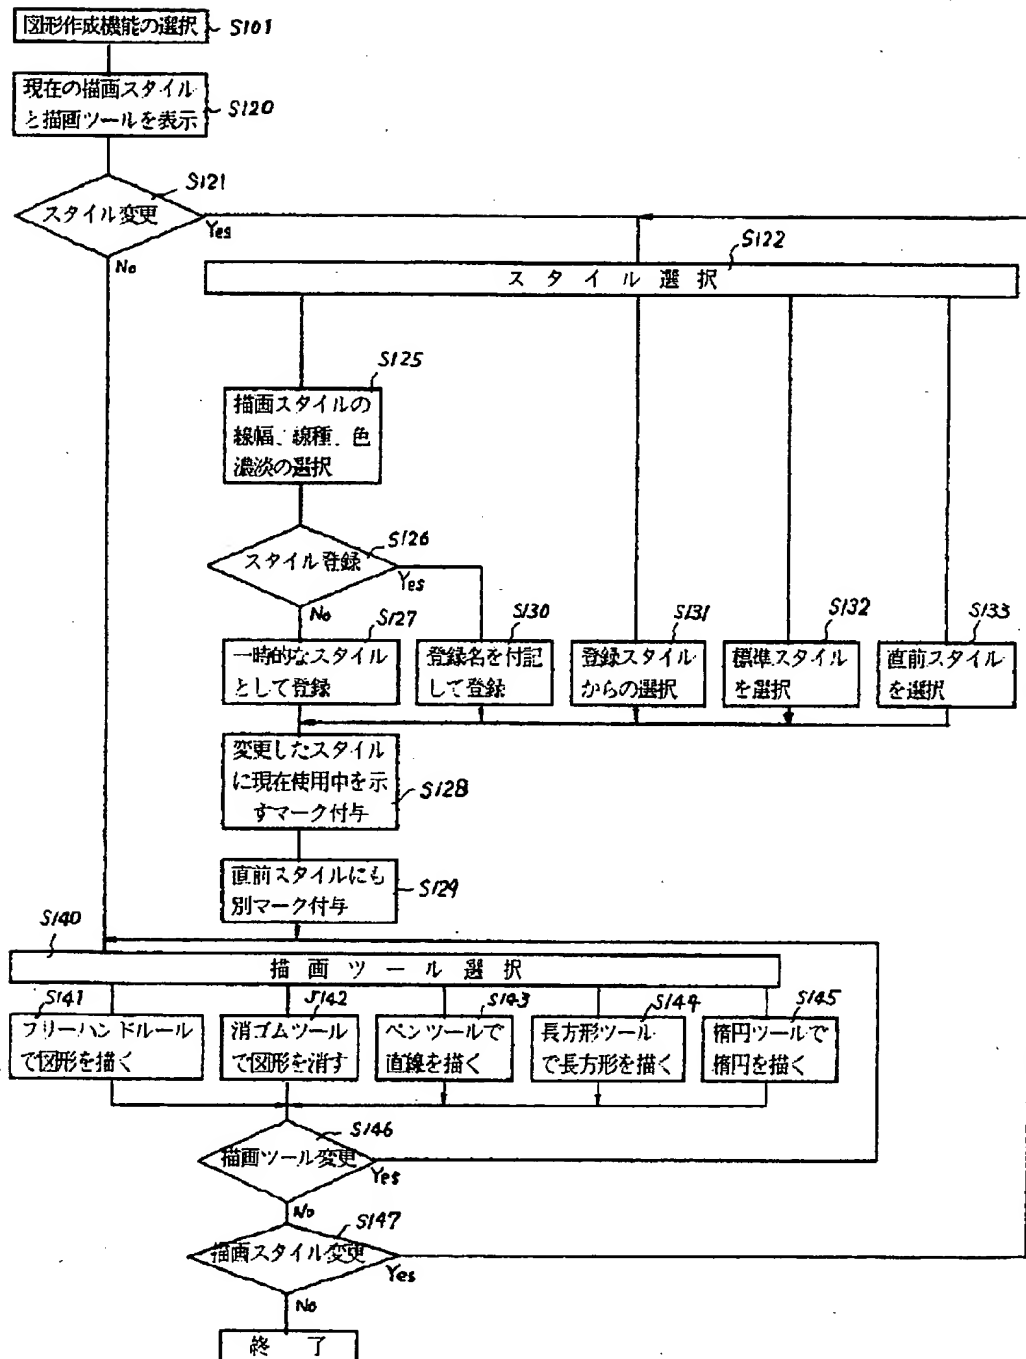 図形作成機能の選択
S101
現在の描画スタイル
と描画ツールを表示
S120
S121
スタイル変更
Yes
No
S122
スタイル選択
S125
描画スタイルの
線幅、線種、色
濃淡の選択
S126
スタイル登録
Yes
No
S127
一時的なスタイル
として登録
S130
登録名を付記
して登録
S131
登録スタイル
からの選択
S132
標準スタイル
を選択
S133
直前スタイル
を選択
変更したスタイル
に現在使用中を示
すマーク付与
S128
直前スタイルにも
別マーク付与
S129
S140
描画ツール選択
S141
フリーハンドルール
で図形を描く
S142
消ゴムツール
で図形を消す
S143
ペンツールで
直線を描く
S144
長方形ツール
で長方形を描く
S145
楕円ツールで
楕円を描く
S146
描画ツール変更
Yes
No
S147
描画スタイル変更
Yes
No
終了